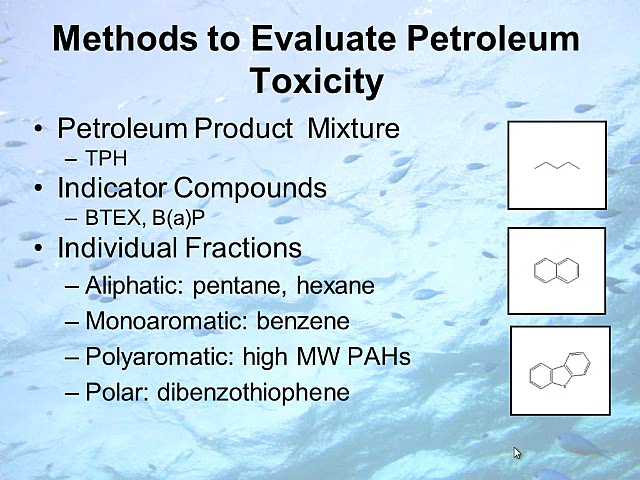 Methods to Evaluate Petroleum
Toxicity
• Petroleum Product Mixture
– TPH
• Indicator Compounds
– BTEX, B(a)P
• Individual Fractions
– Aliphatic: pentane, hexane
– Monoaromatic: benzene
– Polyaromatic: high MW PAHs
– Polar: dibenzothiophene